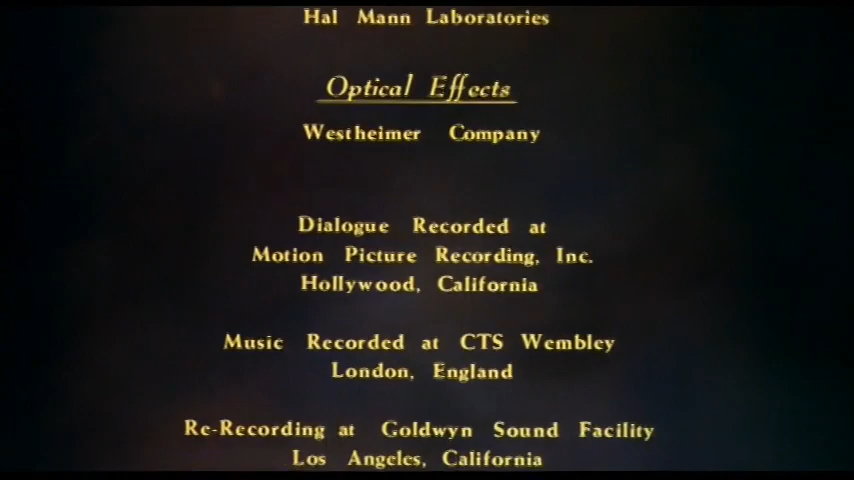 Hal Mann Laboratories
Optical Effects
Westheimer Company
Dialogue Recorded at
Motion Picture Recording, Inc.
Hollywood, California
Music Recorded at CTS Wembley
London, England
Re-Recording at Goldwyn Sound Facility
Los Angeles, California